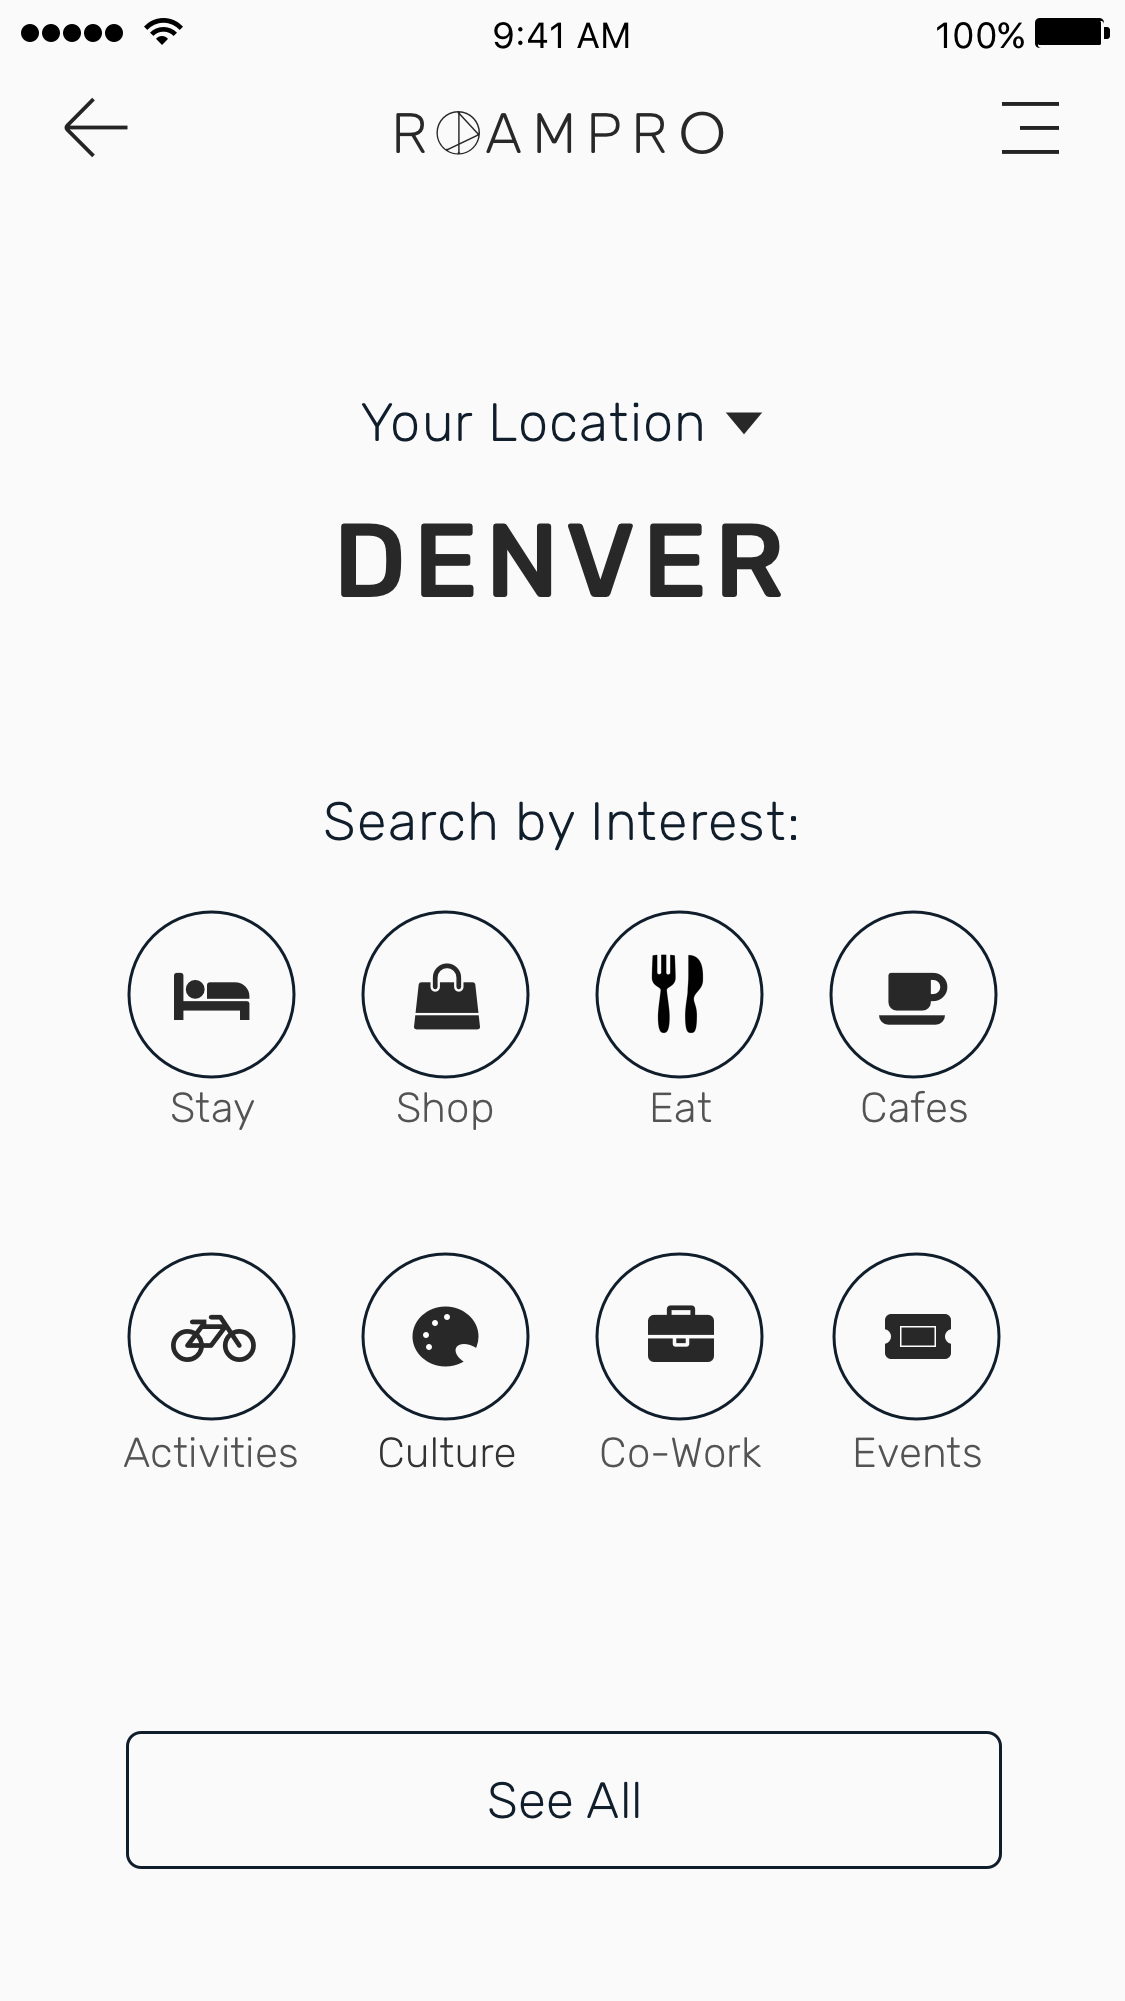 9:41 AM 100%
ROAMPRO
Your Location
DENVER
Search by Interest:
Stay Shop Eat Cafes
Activities Culture Co-Work Events
See All